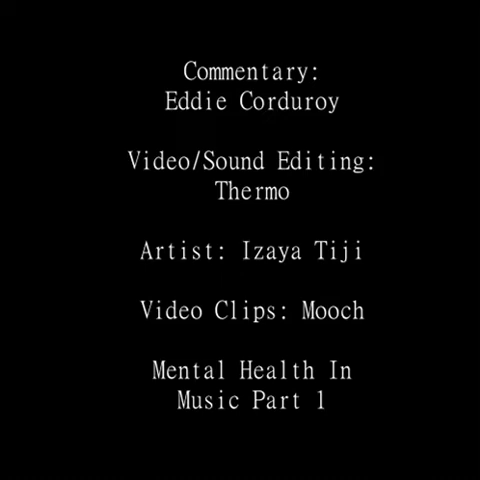 Commentary:
Eddie Corduroy
Video/Sound Editing:
Thermo
Artist: Izaya Tiji
Video Clips: Mooch
Mental Health In
Music Part 1